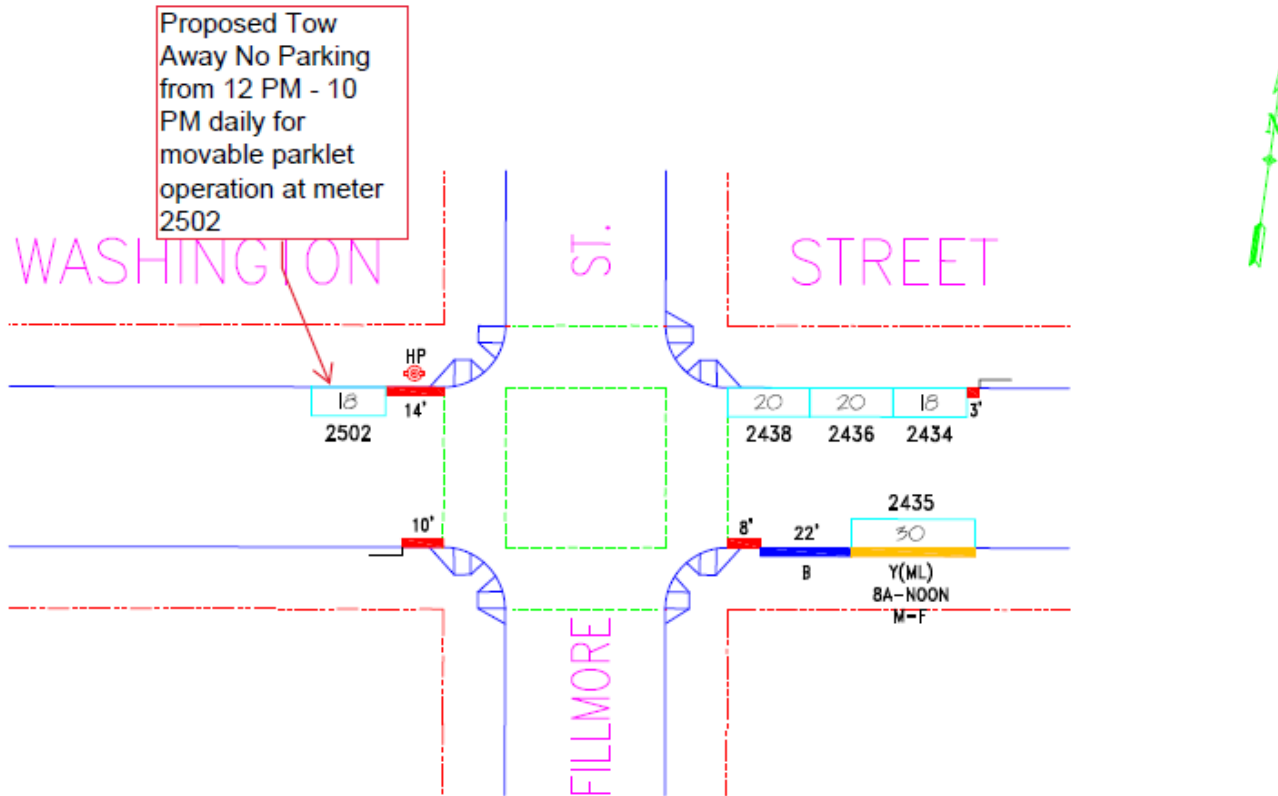 Proposed Tow
Away No Parking
from 12 PM - 10
PM daily for
movable parklet
operation at meter
2502
WASHINGTON ST. STREET
N
HP
18 14' 20 20 18 3'
2502 2438 2436 2434
2435
10' 8' 22' 30
B Y(ML)
8A-NOON
M-F
FILLMORE